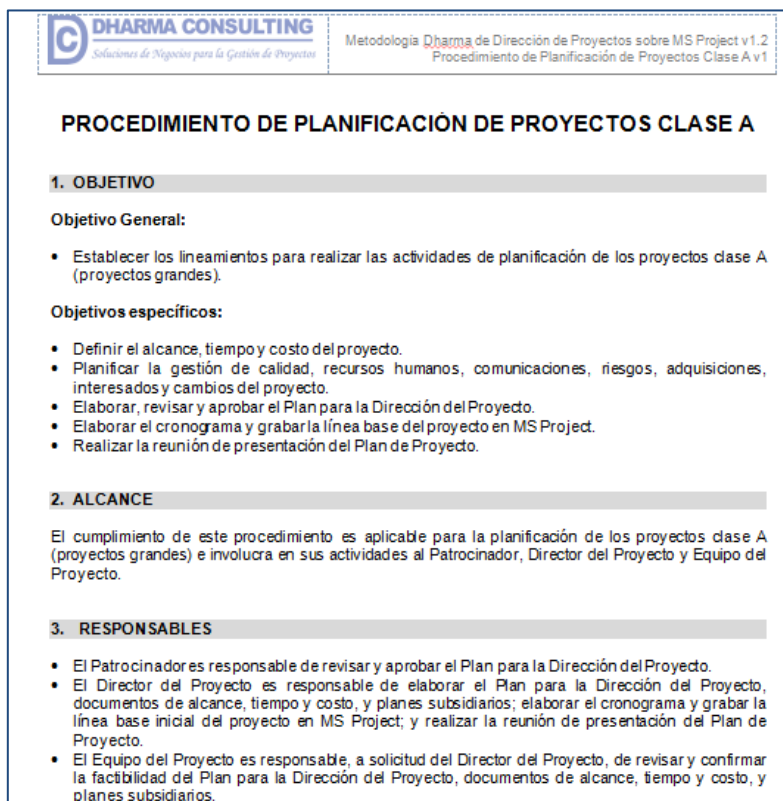 DHARMA CONSULTING
Soluciones de Negocios para la Gestión de Proyectos
Metodología Dharma de Dirección de Proyectos sobre MS Project v1.2
Procedimiento de Planificación de Proyectos Clase A v1
PROCEDIMIENTO DE PLANIFICACIÓN DE PROYECTOS CLASE A
1. OBJETIVO
Objetivo General:
• Establecer los lineamientos para realizar las actividades de planificación de los proyectos clase A
(proyectos grandes).
Objetivos específicos:
• Definir el alcance, tiempo y costo del proyecto.
• Planificar la gestión de calidad, recursos humanos, comunicaciones, riesgos, adquisiciones,
interesados y cambios del proyecto.
• Elaborar, revisar y aprobar el Plan para la Dirección del Proyecto.
• Elaborar el cronograma y grabar la línea base del proyecto en MS Project.
• Realizar la reunión de presentación del Plan de Proyecto.
2. ALCANCE
El cumplimiento de este procedimiento es aplicable para la planificación de los proyectos clase A
(proyectos grandes) e involucra en sus actividades al Patrocinador, Director del Proyecto y Equipo del
Proyecto.
3. RESPONSABLES
• El Patrocinador es responsable de revisar y aprobar el Plan para la Dirección del Proyecto.
• El Director del Proyecto es responsable de elaborar el Plan para la Dirección del Proyecto,
documentos de alcance, tiempo y costo, y planes subsidiarios; elaborar el cronograma y grabar la
línea base inicial del proyecto en MS Project; y realizar la reunión de presentación del Plan de
Proyecto.
• El Equipo del Proyecto es responsable, a solicitud del Director del Proyecto, de revisar y confirmar
la factibilidad del Plan para la Dirección del Proyecto, documentos de alcance, tiempo y costo, y
planes subsidiarios.